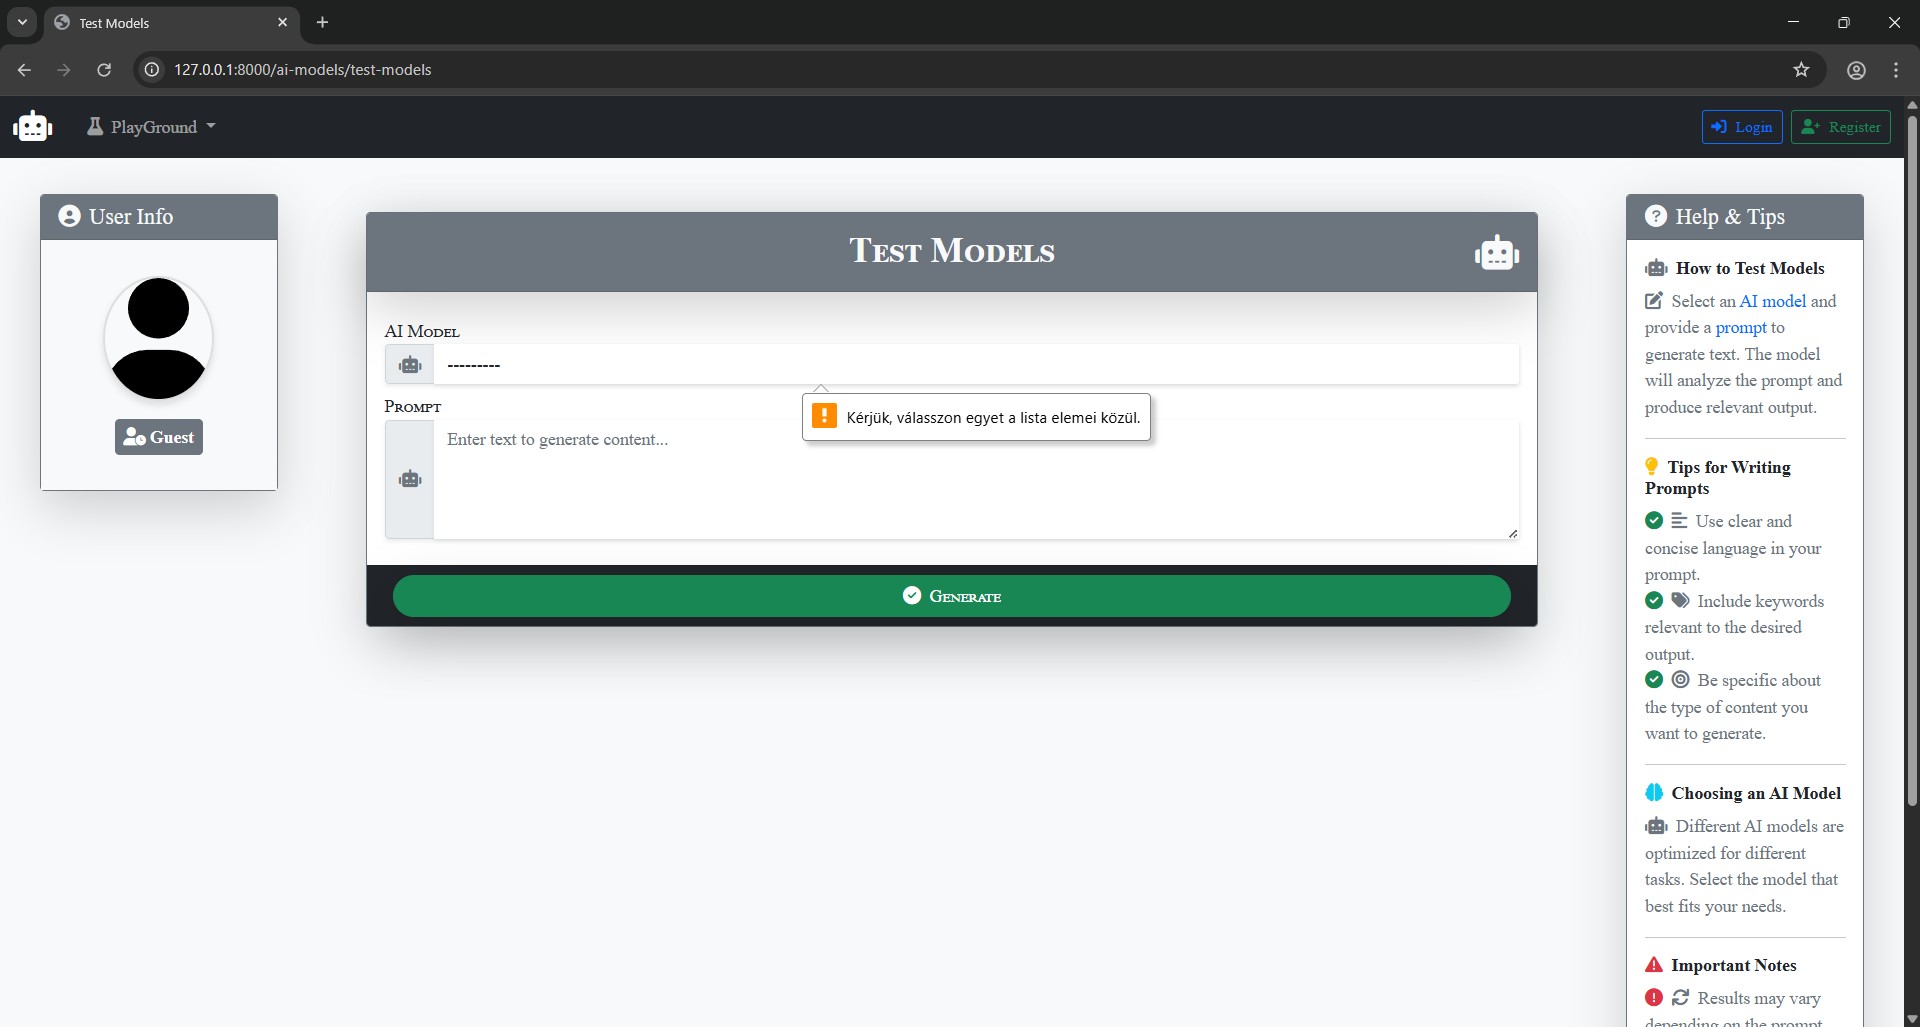 Test Models
127.0.0.1:8000/ai-models/test-models
PlayGround
Login
Register
User Info
Guest
Test Models
AI Model
---------
Kérjük, válasszon egyet a lista elemei közül.
Prompt
Enter text to generate content...
Generate
Help & Tips
How to Test Models
Select an AI model and
provide a prompt to
generate text. The model
will analyze the prompt and
produce relevant output.
Tips for Writing
Prompts
Use clear and
concise language in your
prompt.
Include keywords
relevant to the desired
output.
Be specific about
the type of content you
want to generate.
Choosing an AI Model
Different AI models are
optimized for different
tasks. Select the model that
best fits your needs.
Important Notes
Results may vary
depending on the prompt